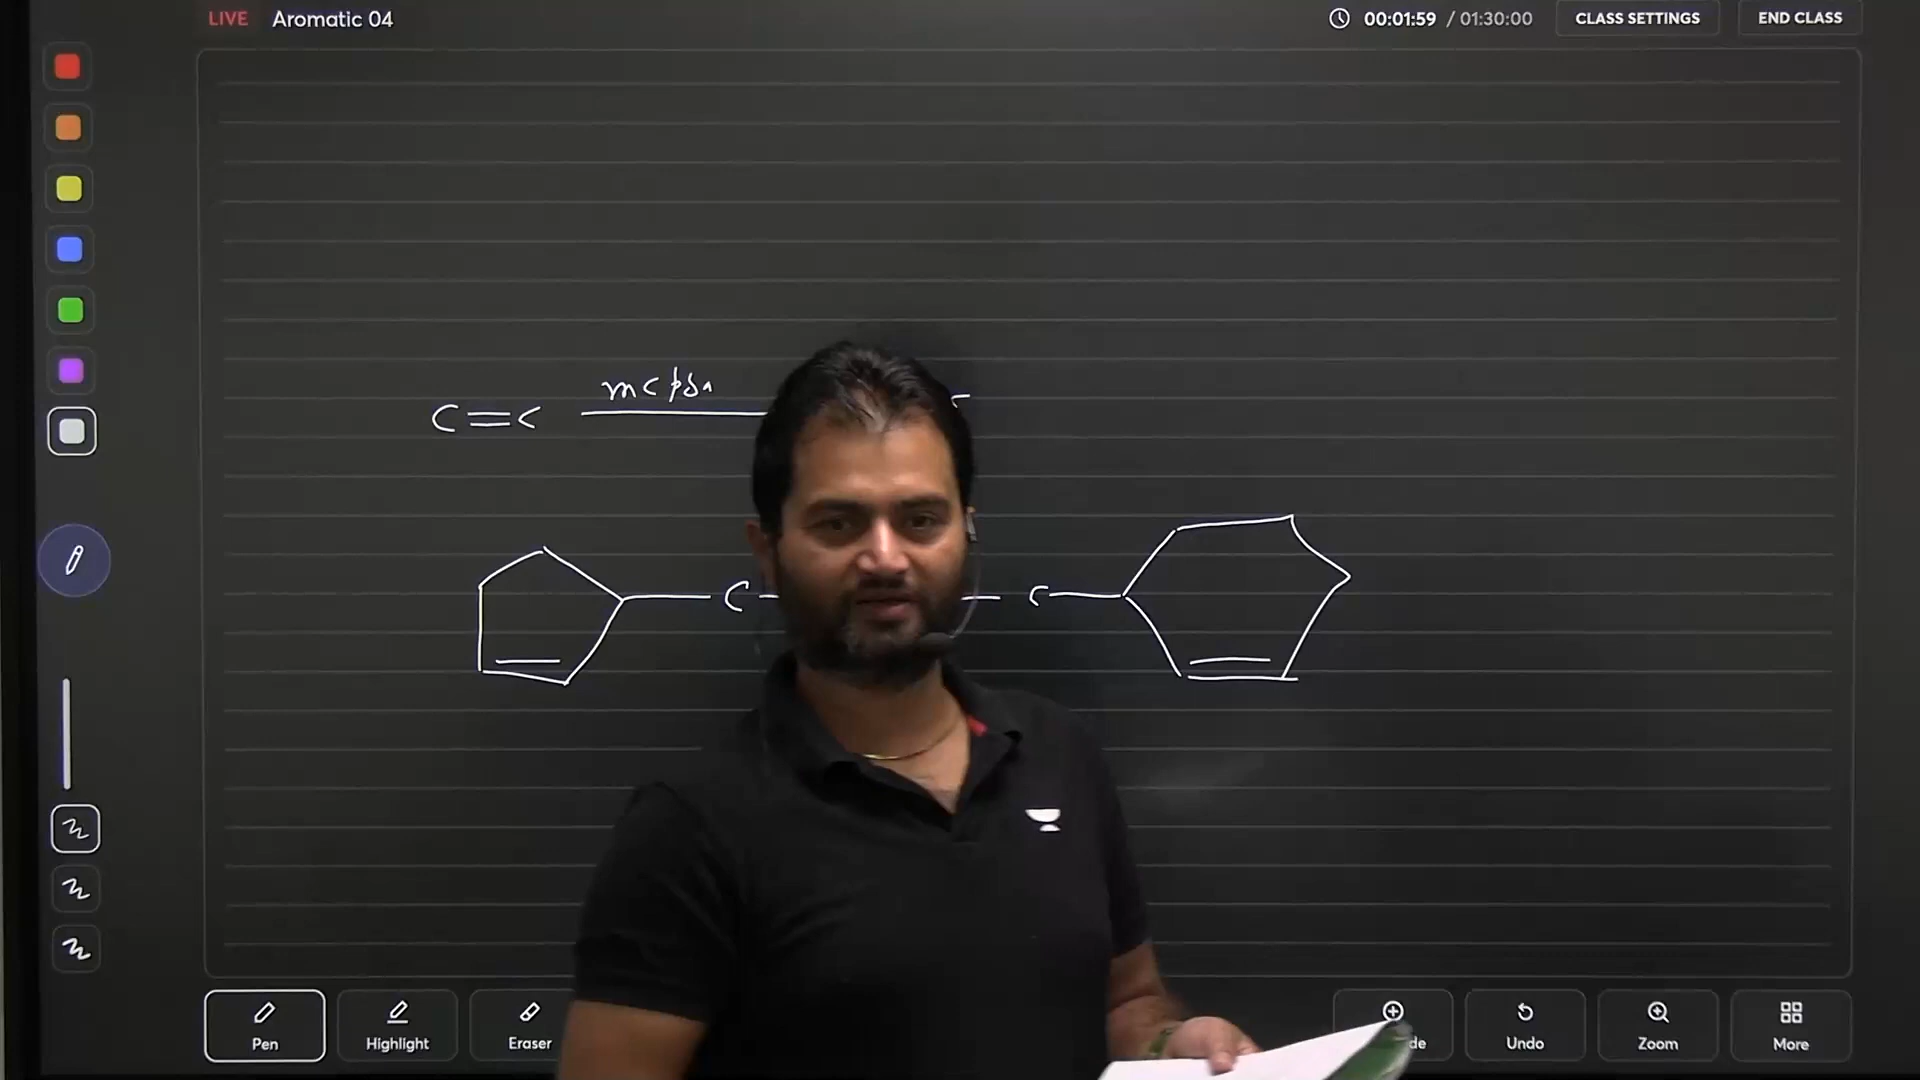 LIVE Aromatic 04 00:01:59 / 01:30:00 CLASS SETTINGS END CLASS
C=C
C C
Pen Highlight Eraser Undo Zoom More